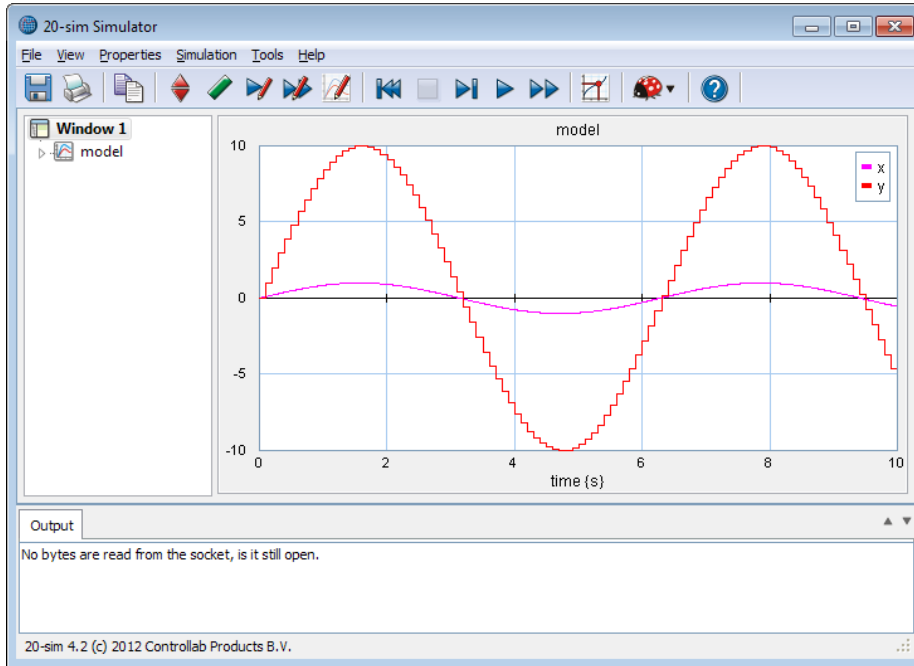 20-sim Simulator
File View Properties Simulation Tools Help
Window 1
model
model
x
y
10
5
0
-5
-10
0 2 4 6 8 10
time {s}
Output
No bytes are read from the socket, is it still open.
20-sim 4.2 (c) 2012 Controllab Products B.V.